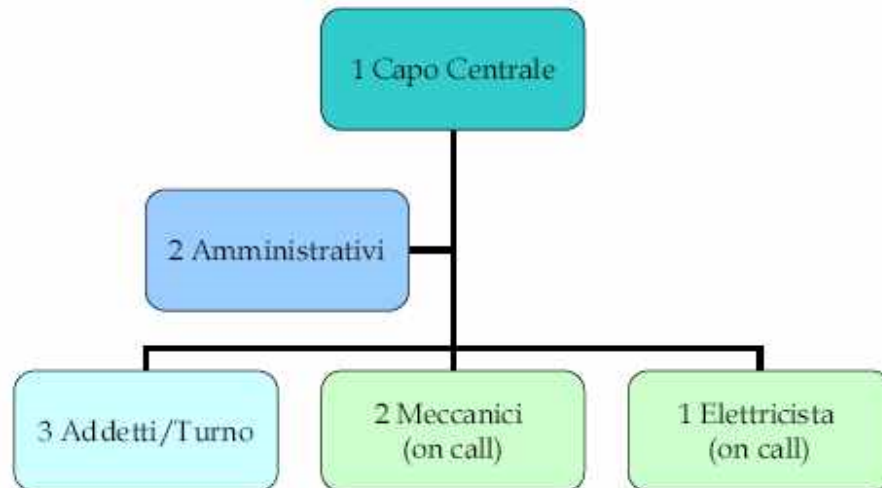 1 Capo Centrale
2 Amministrativi
3 Addetti/Turno
2 Meccanici
(on call)
1 Elettricista
(on call)